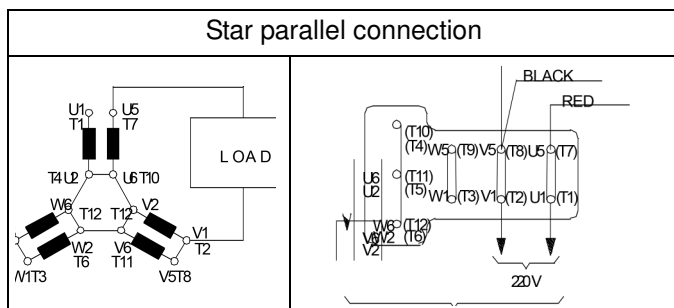 Star parallel connection
U1 U5
T1 T7
LOAD
T4 U2 U6 T10
W6 T12 T12 V2
V1
T2
W2 V6
T6 T11
W1T3 V5T8
BLACK
RED
(T10)
(T4) W5 (T9) V5 (T8) U5 (T7)
U6 (T11)
U2 (T5)
W1 (T3) V1 (T2) U1 (T1)
W6 (T12)
V6 W2 (T6)
V2
220V